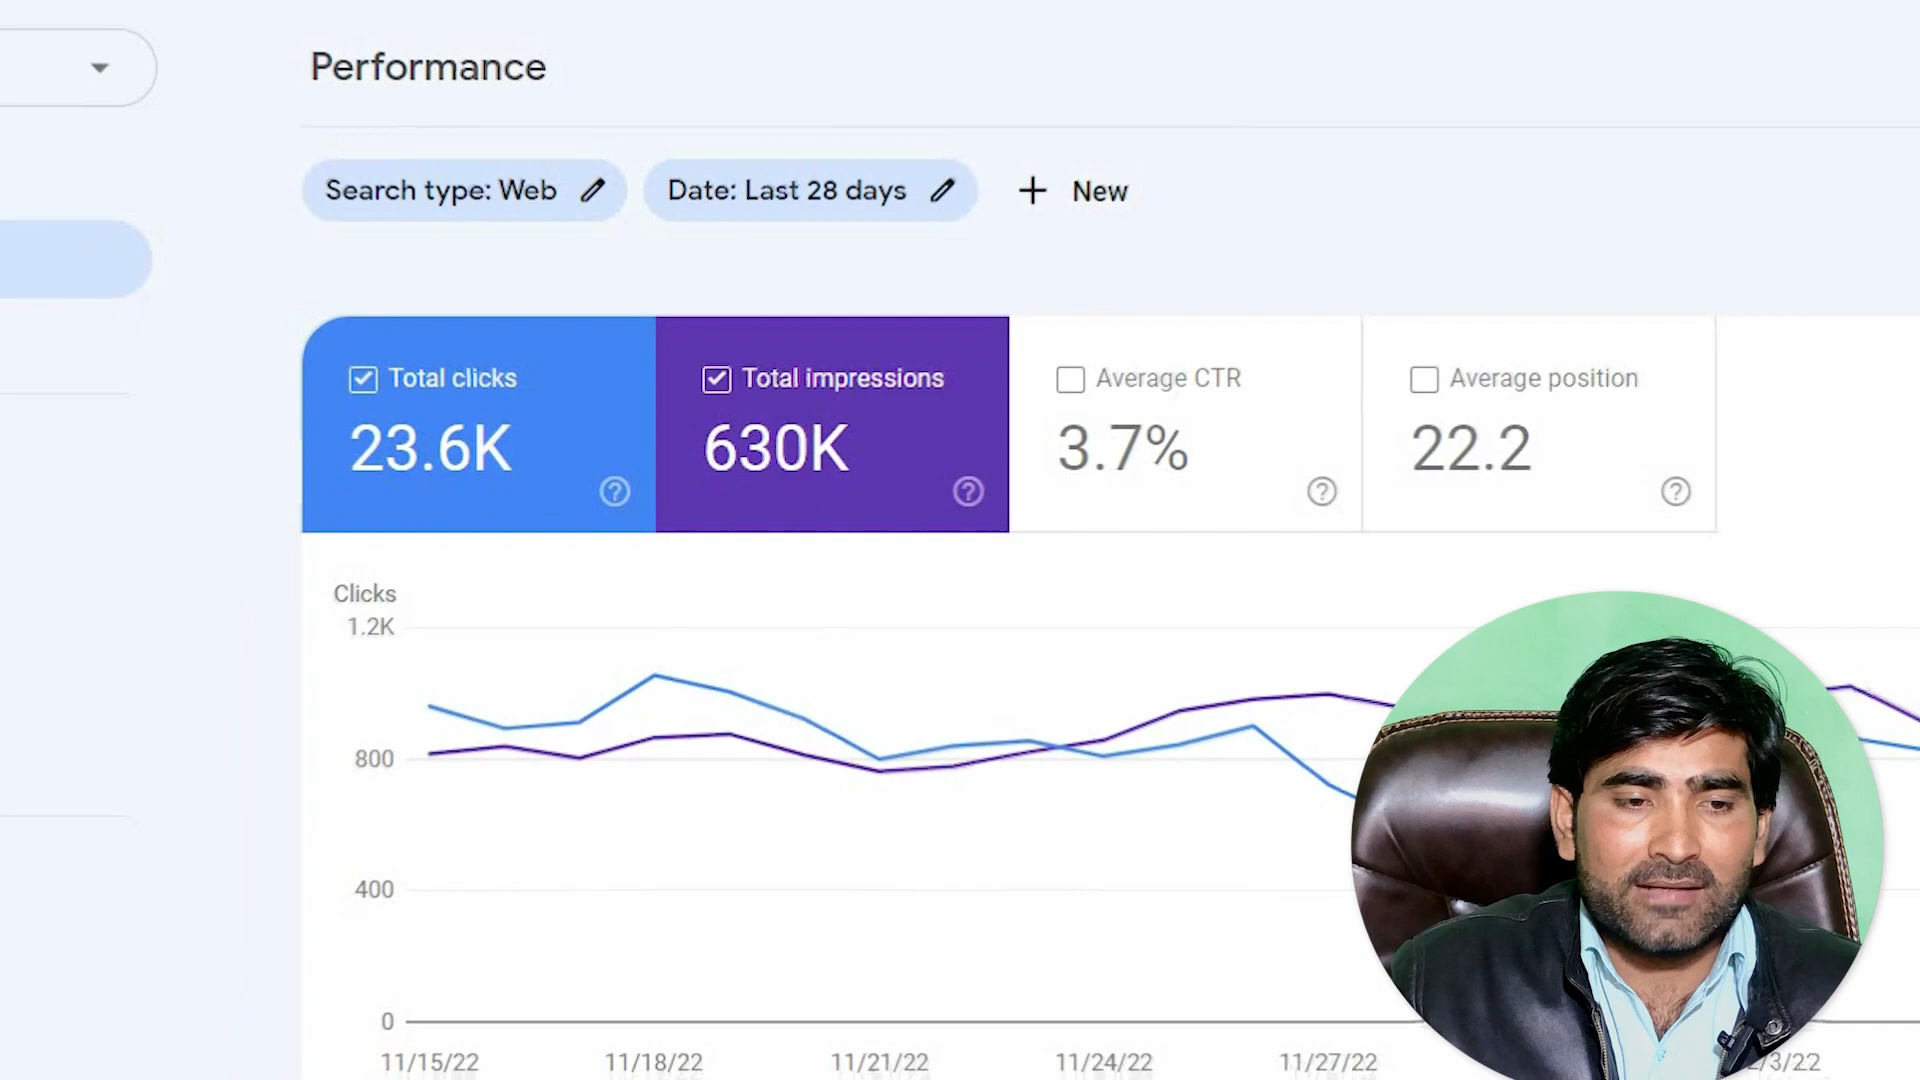 Performance
Search type: Web
Date: Last 28 days
+ New
Total clicks
23.6K
Total impressions
630K
Average CTR
3.7%
Average position
22.2
Clicks
1.2K
800
400
0
11/15/22
11/18/22
11/21/22
11/24/22
11/27/22
/3/22